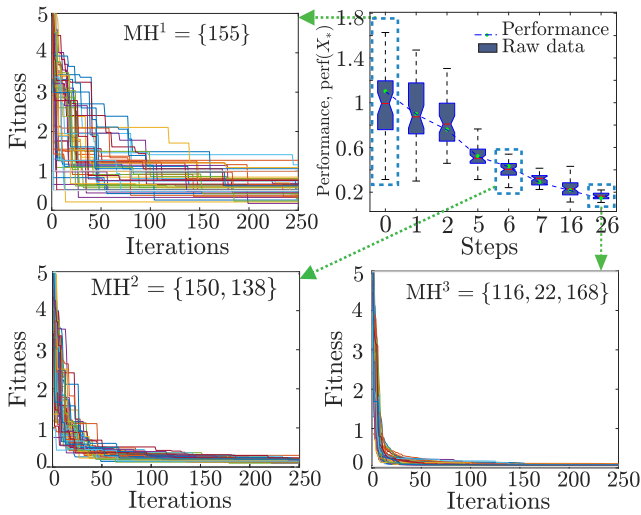 MH¹ = {155}
Fitness
5
4
3
2
1
0
0 50 100 150 200 250
Iterations
Performance, perf(X*)
1.8
1.4
1
0.6
0.2
Performance
Raw data
0 1 2 5 6 7 16 26
Steps
MH² = {150, 138}
Fitness
5
4
3
2
1
0
0 50 100 150 200 250
Iterations
MH³ = {116, 22, 168}
Fitness
5
4
3
2
1
0
0 50 100 150 200 250
Iterations